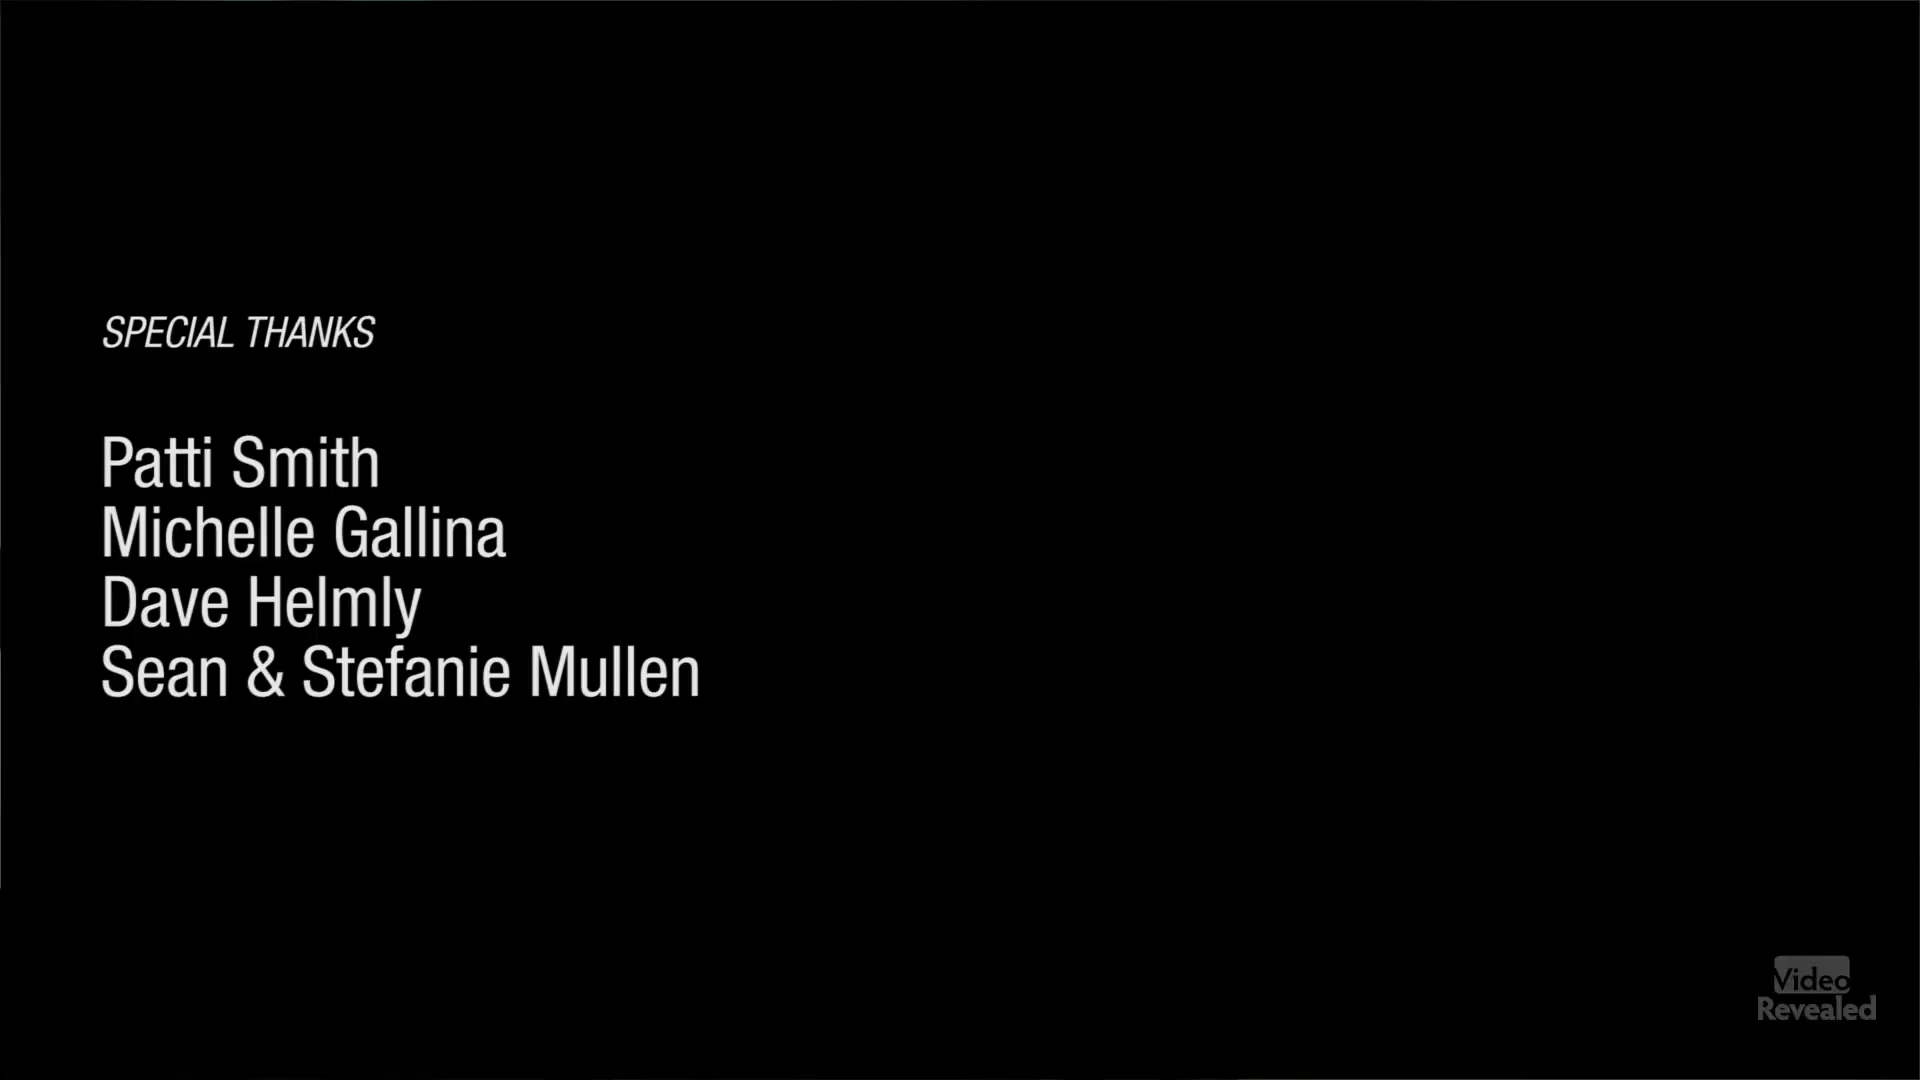 SPECIAL THANKS
Patti Smith
Michelle Gallina
Dave Helmly
Sean & Stefanie Mullen
Video
Revealed